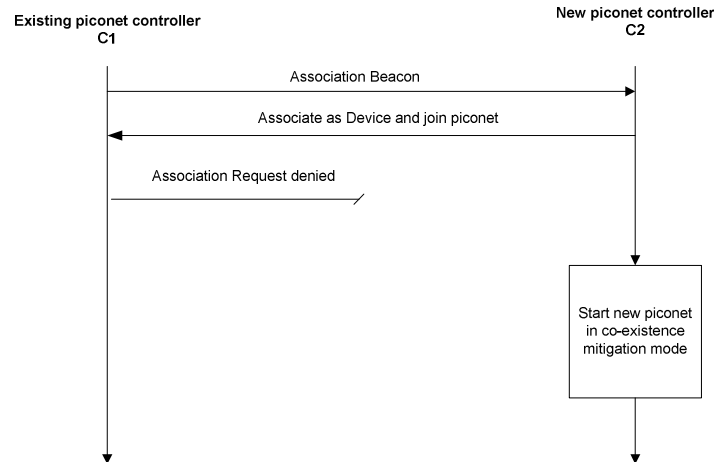 Existing piconet controller
C1
New piconet controller
C2
Association Beacon
Associate as Device and join piconet
Association Request denied
Start new piconet
in co-existence
mitigation mode